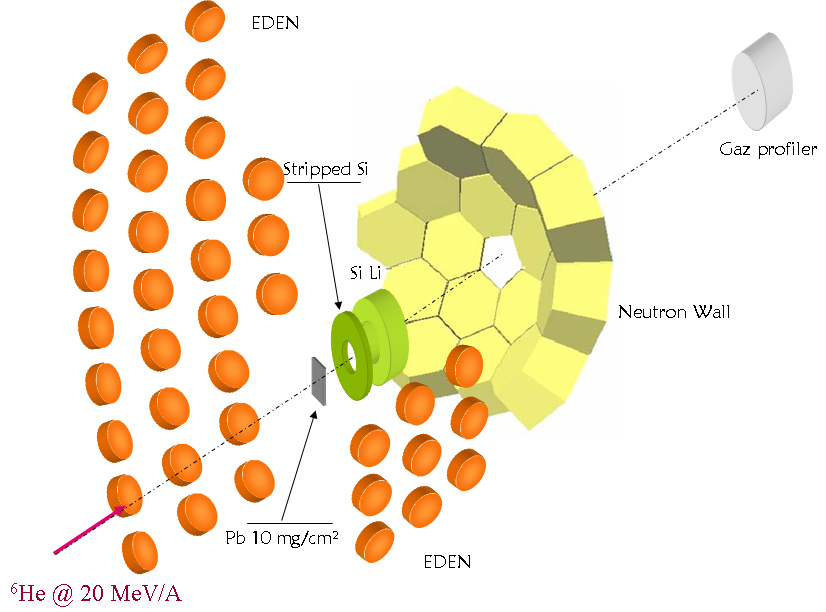 EDEN
Gaz profiler
Stripped Si
Si Li
Neutron Wall
Pb 10 mg/cm²
EDEN
⁶He @ 20 MeV/A